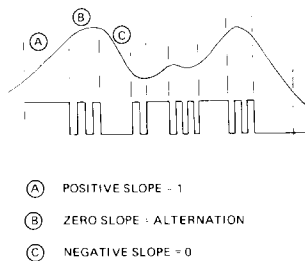 B
A
C
A POSITIVE SLOPE = 1
B ZERO SLOPE = ALTERNATION
C NEGATIVE SLOPE = 0